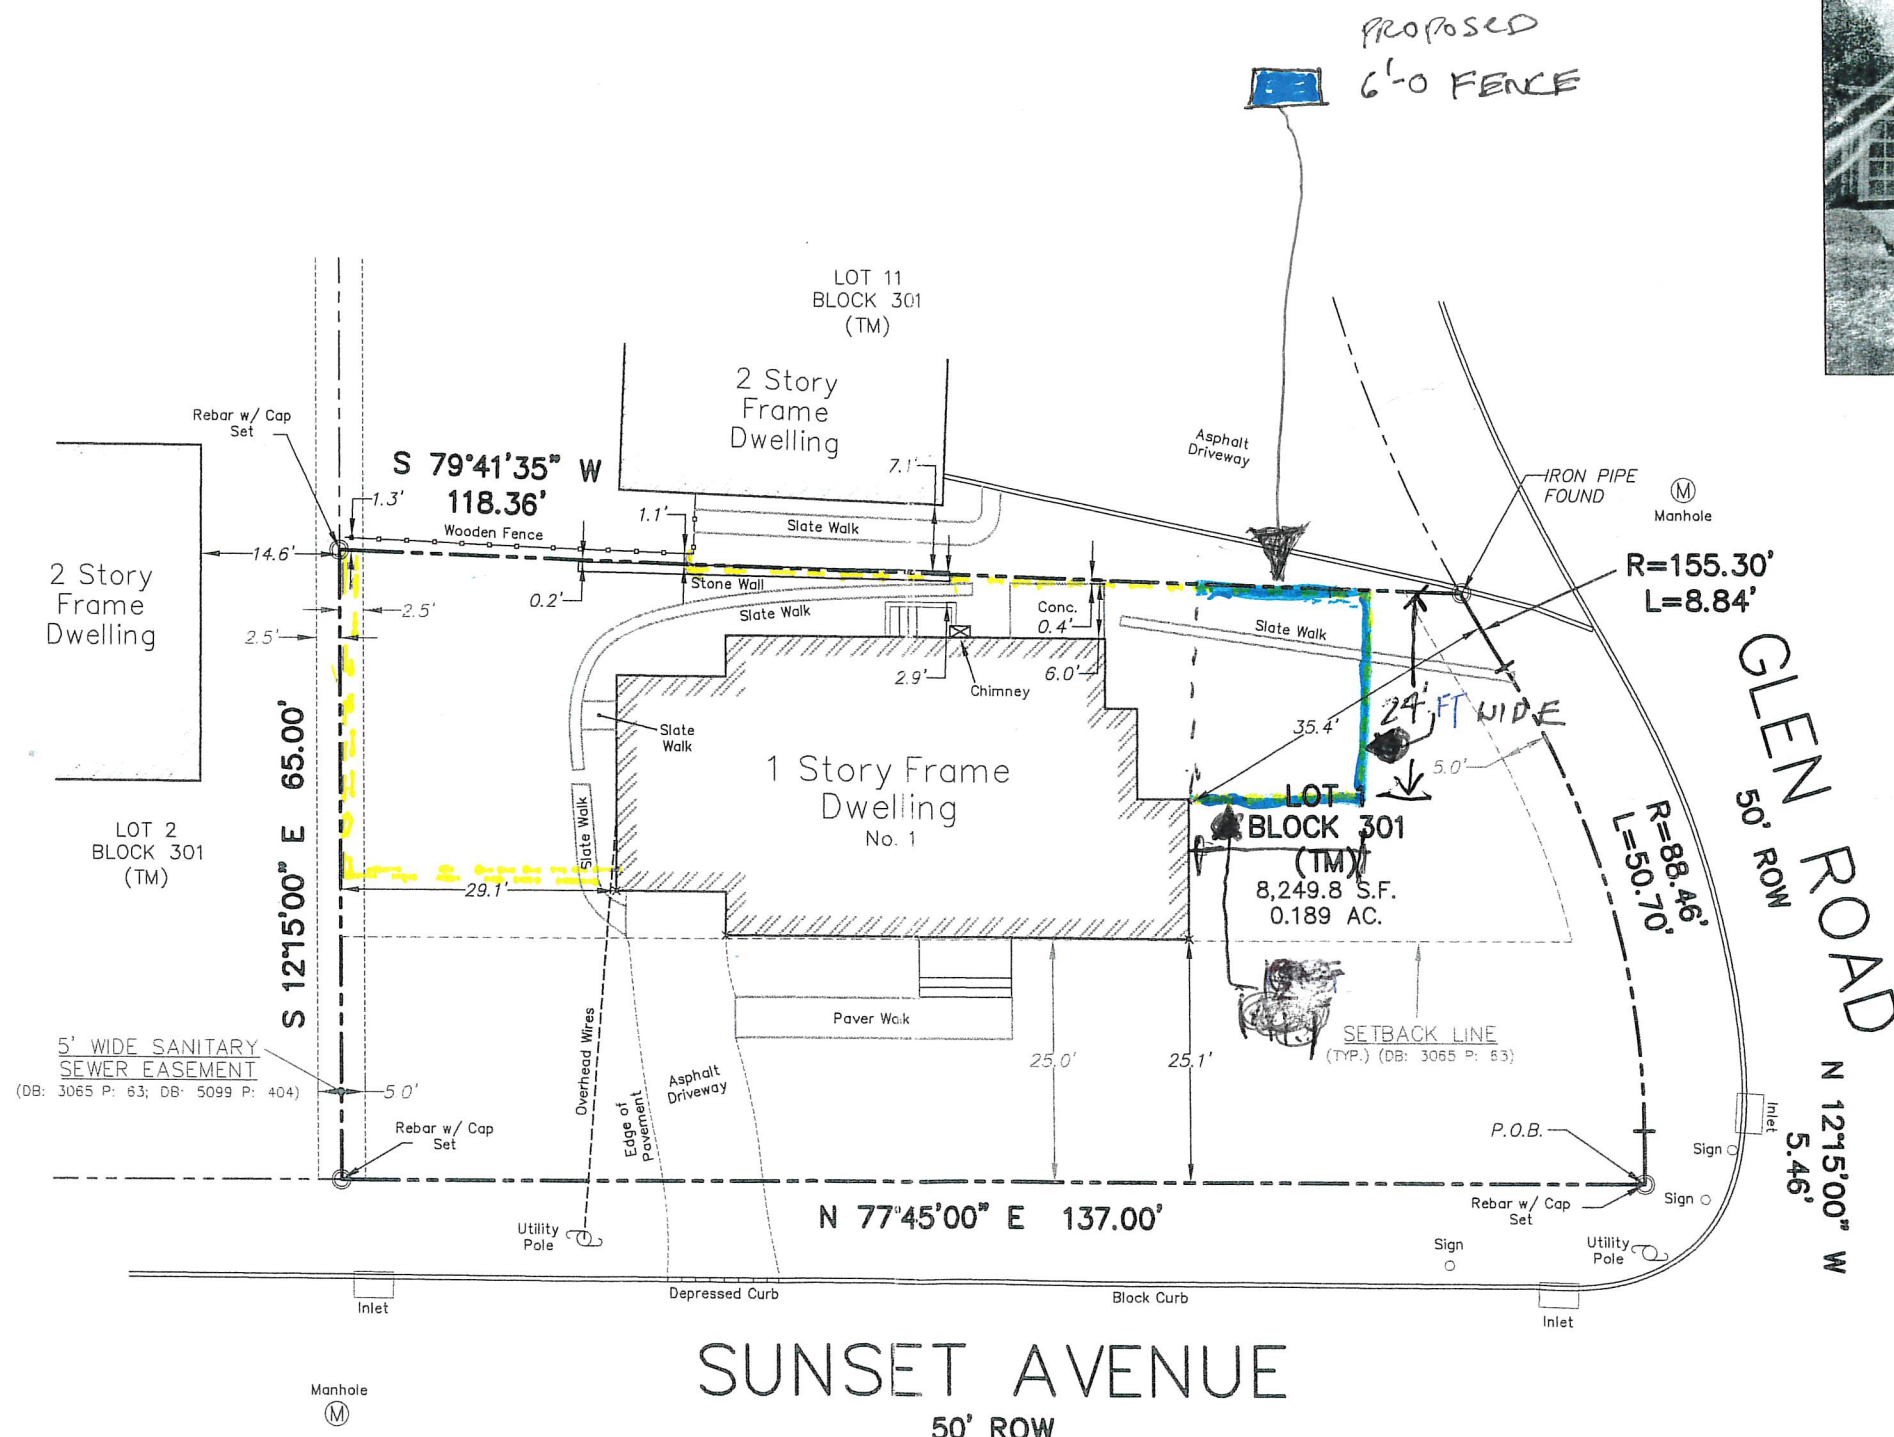 PROPOSED
6'-0 FENCE
LOT 11
BLOCK 301
(TM)
2 Story
Frame
Dwelling
Rebar w/ Cap
Set
S 79°41'35" W
118.36'
1.3'
Wooden Fence
1.1'
7.1'
Slate Walk
Asphalt
Driveway
IRON PIPE
FOUND
M
Manhole
R=155.30'
L=8.84'
14.6'
2 Story
Frame
Dwelling
2.5'
2.5'
0.2'
Stone Wall
Slate Walk
Conc.
0.4'
Slate Walk
2.9'
Chimney
6.0'
24' FT WIDE
35.4'
5.0'
GLEN ROAD
50' ROW
R=88.46'
L=50.70'
Slate
Walk
1 Story Frame
Dwelling
No. 1
LOT
BLOCK 301
(TM)
8,249.8 S.F.
0.189 AC.
S 12°15'00" E 65.00'
LOT 2
BLOCK 301
(TM)
Slate Walk
29.1'
5' WIDE SANITARY
SEWER EASEMENT
(DB: 3065 P: 63; DB: 5099 P: 404)
5.0'
Rebar w/ Cap
Set
Overhead Wires
Edge of
Pavement
Asphalt
Driveway
Paver Walk
25.0'
25.1'
SETBACK LINE
(TYP.) (DB: 3065 P: 63)
P.O.B.
Rebar w/ Cap
Set
Inlet
Sign
Sign
N 12°15'00" W
5.46'
N 77°45'00" E 137.00'
Utility
Pole
Sign
Utility
Pole
Inlet
Depressed Curb
Block Curb
Inlet
SUNSET AVENUE
50' ROW
Manhole
M